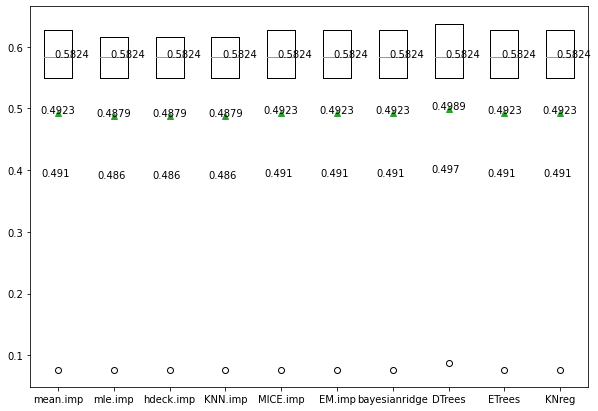 0.6
0.5824 0.5824 0.5824 0.5824 0.5824 0.5824 0.5824 0.5824 0.5824 0.5824
0.5
0.4923 0.4879 0.4879 0.4879 0.4923 0.4923 0.4923 0.4989 0.4923 0.4923
0.4
0.491 0.486 0.486 0.486 0.491 0.491 0.491 0.497 0.491 0.491
0.3
0.2
0.1
mean.imp mle.imp hdeck.imp KNN.imp MICE.imp EM.imp bayesianridge DTrees ETrees KNreg